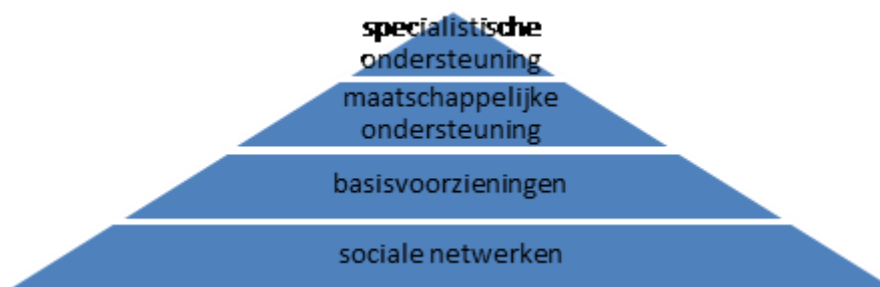 specialistische
ondersteuning
maatschappelijke
ondersteuning
basisvoorzieningen
sociale netwerken